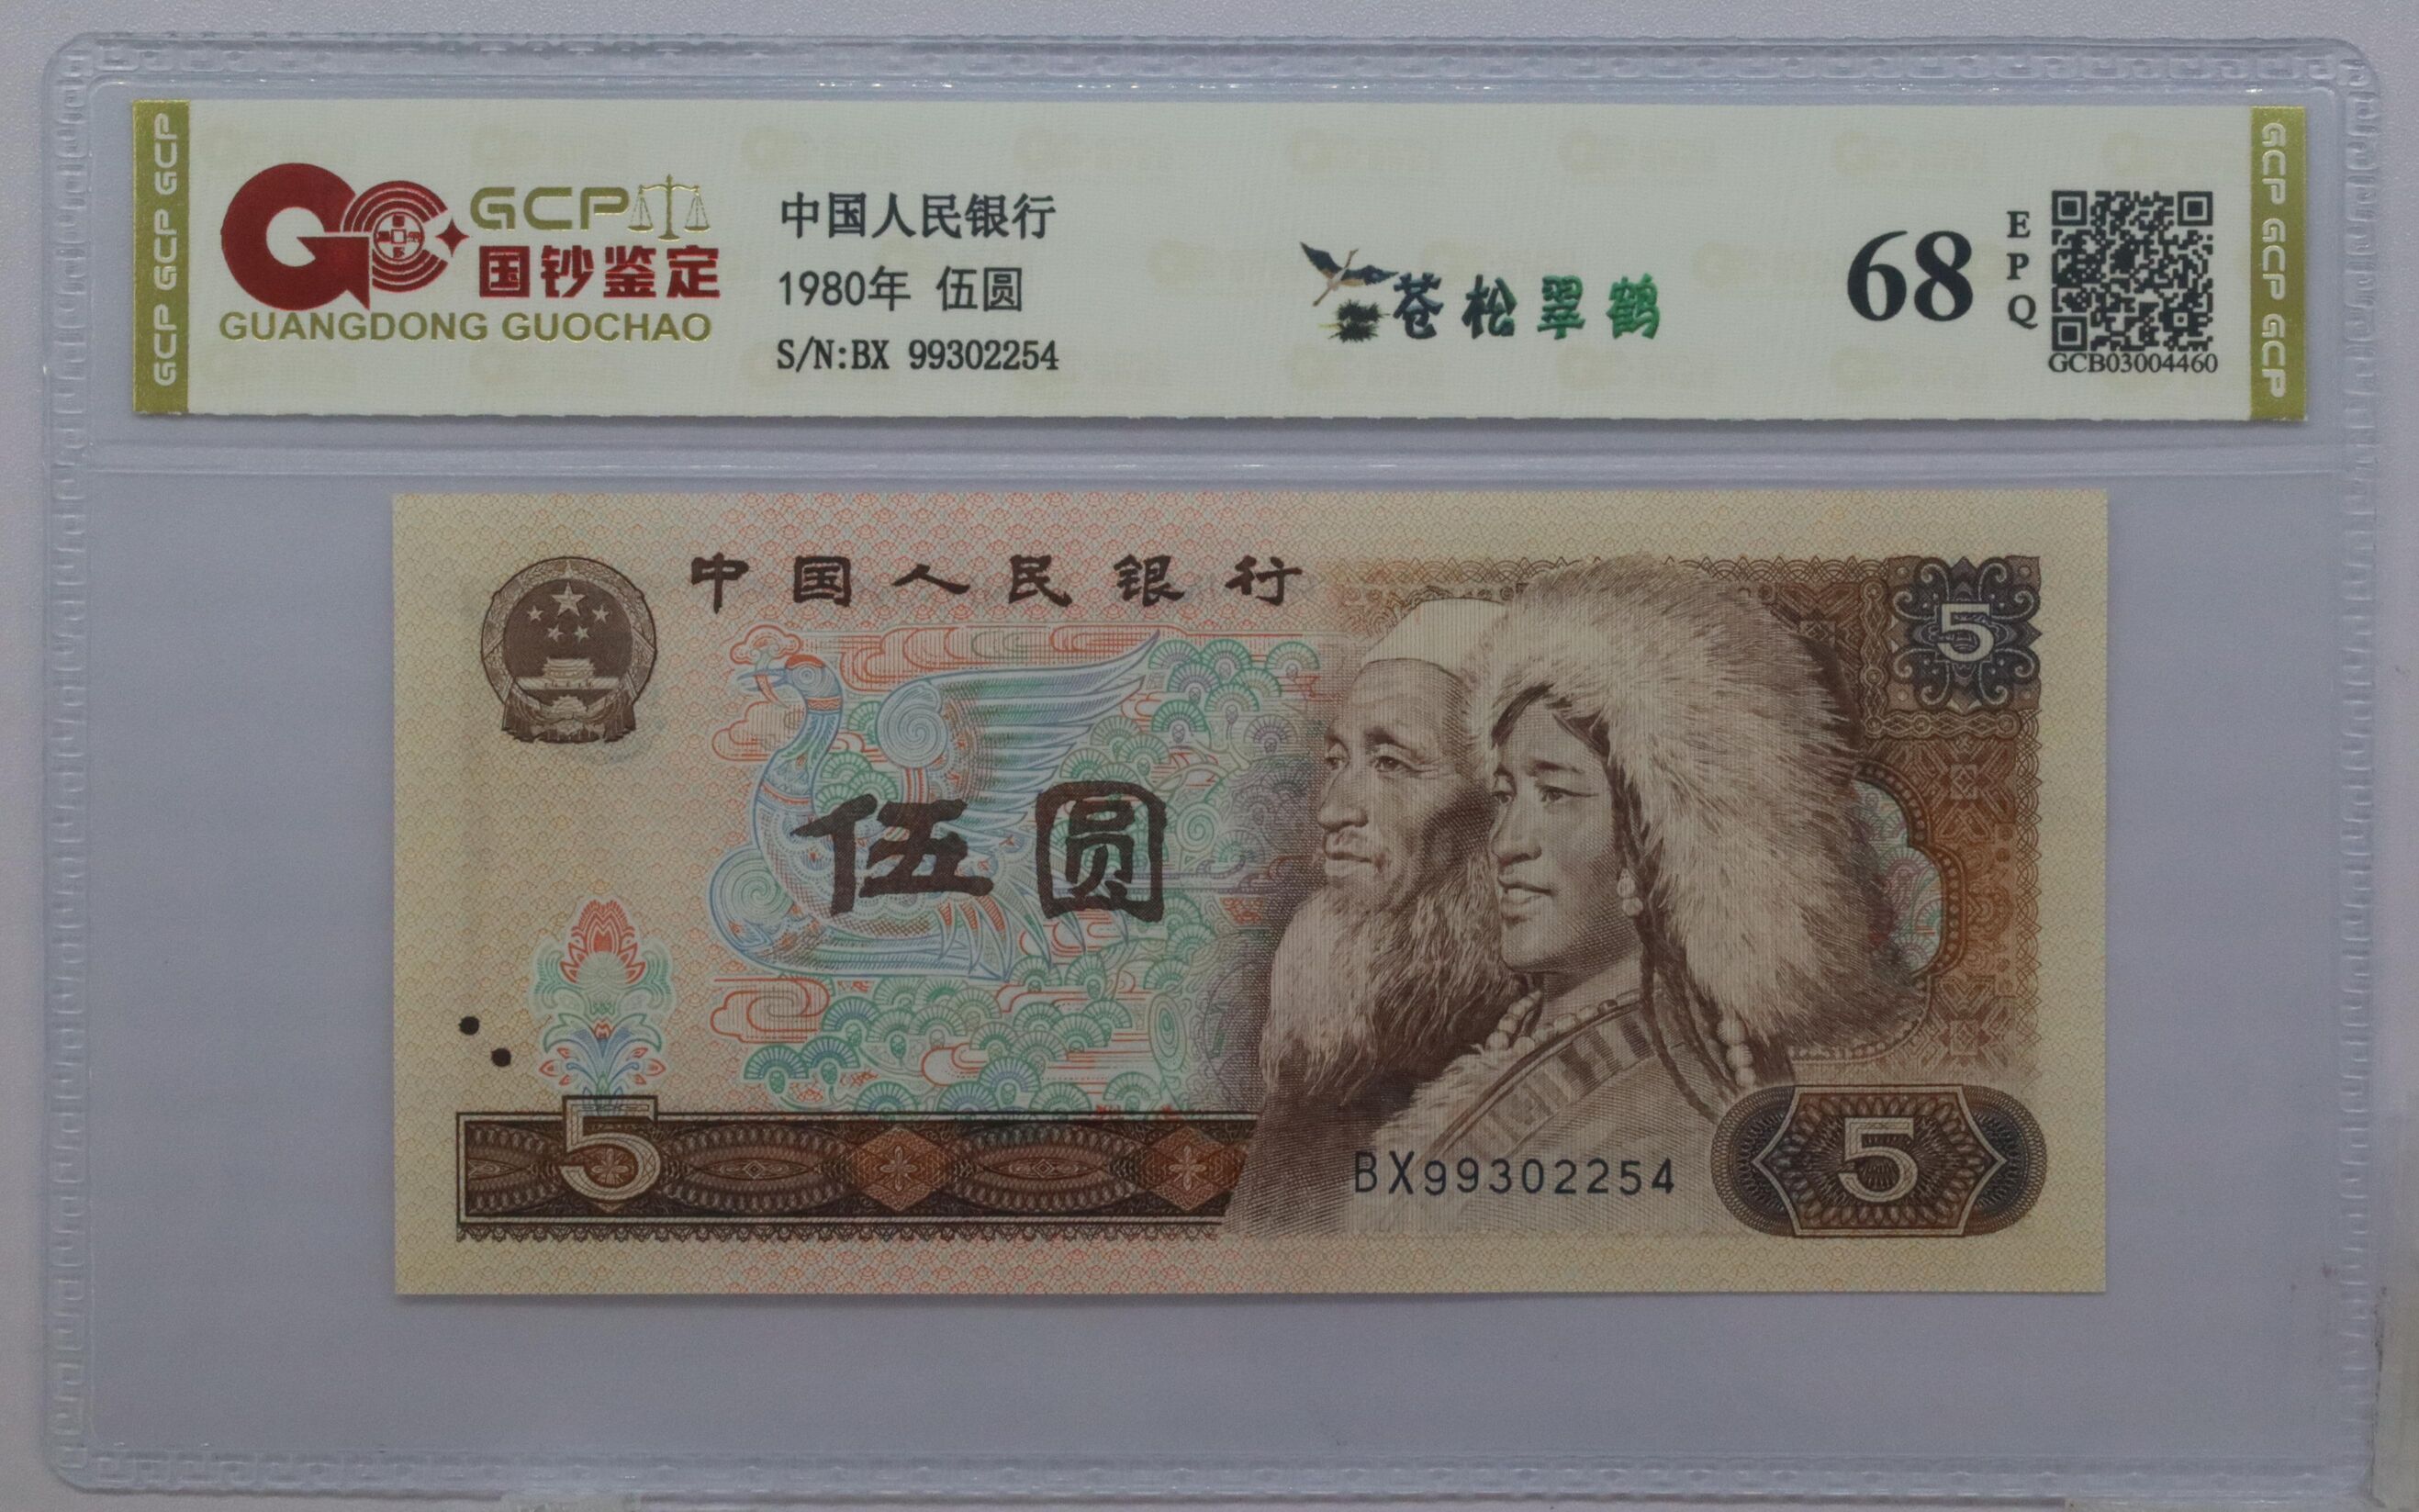 GCP GCP GCP
GCP
国钞鉴定
GUANGDONG GUOCHAO
中国人民银行
1980年 伍圆
S/N:BX 99302254
苍松翠鹤
68
EPQ
GCB03004460
GCP GCP GCP
中国人民银行
5
伍圆
5
BX99302254
5